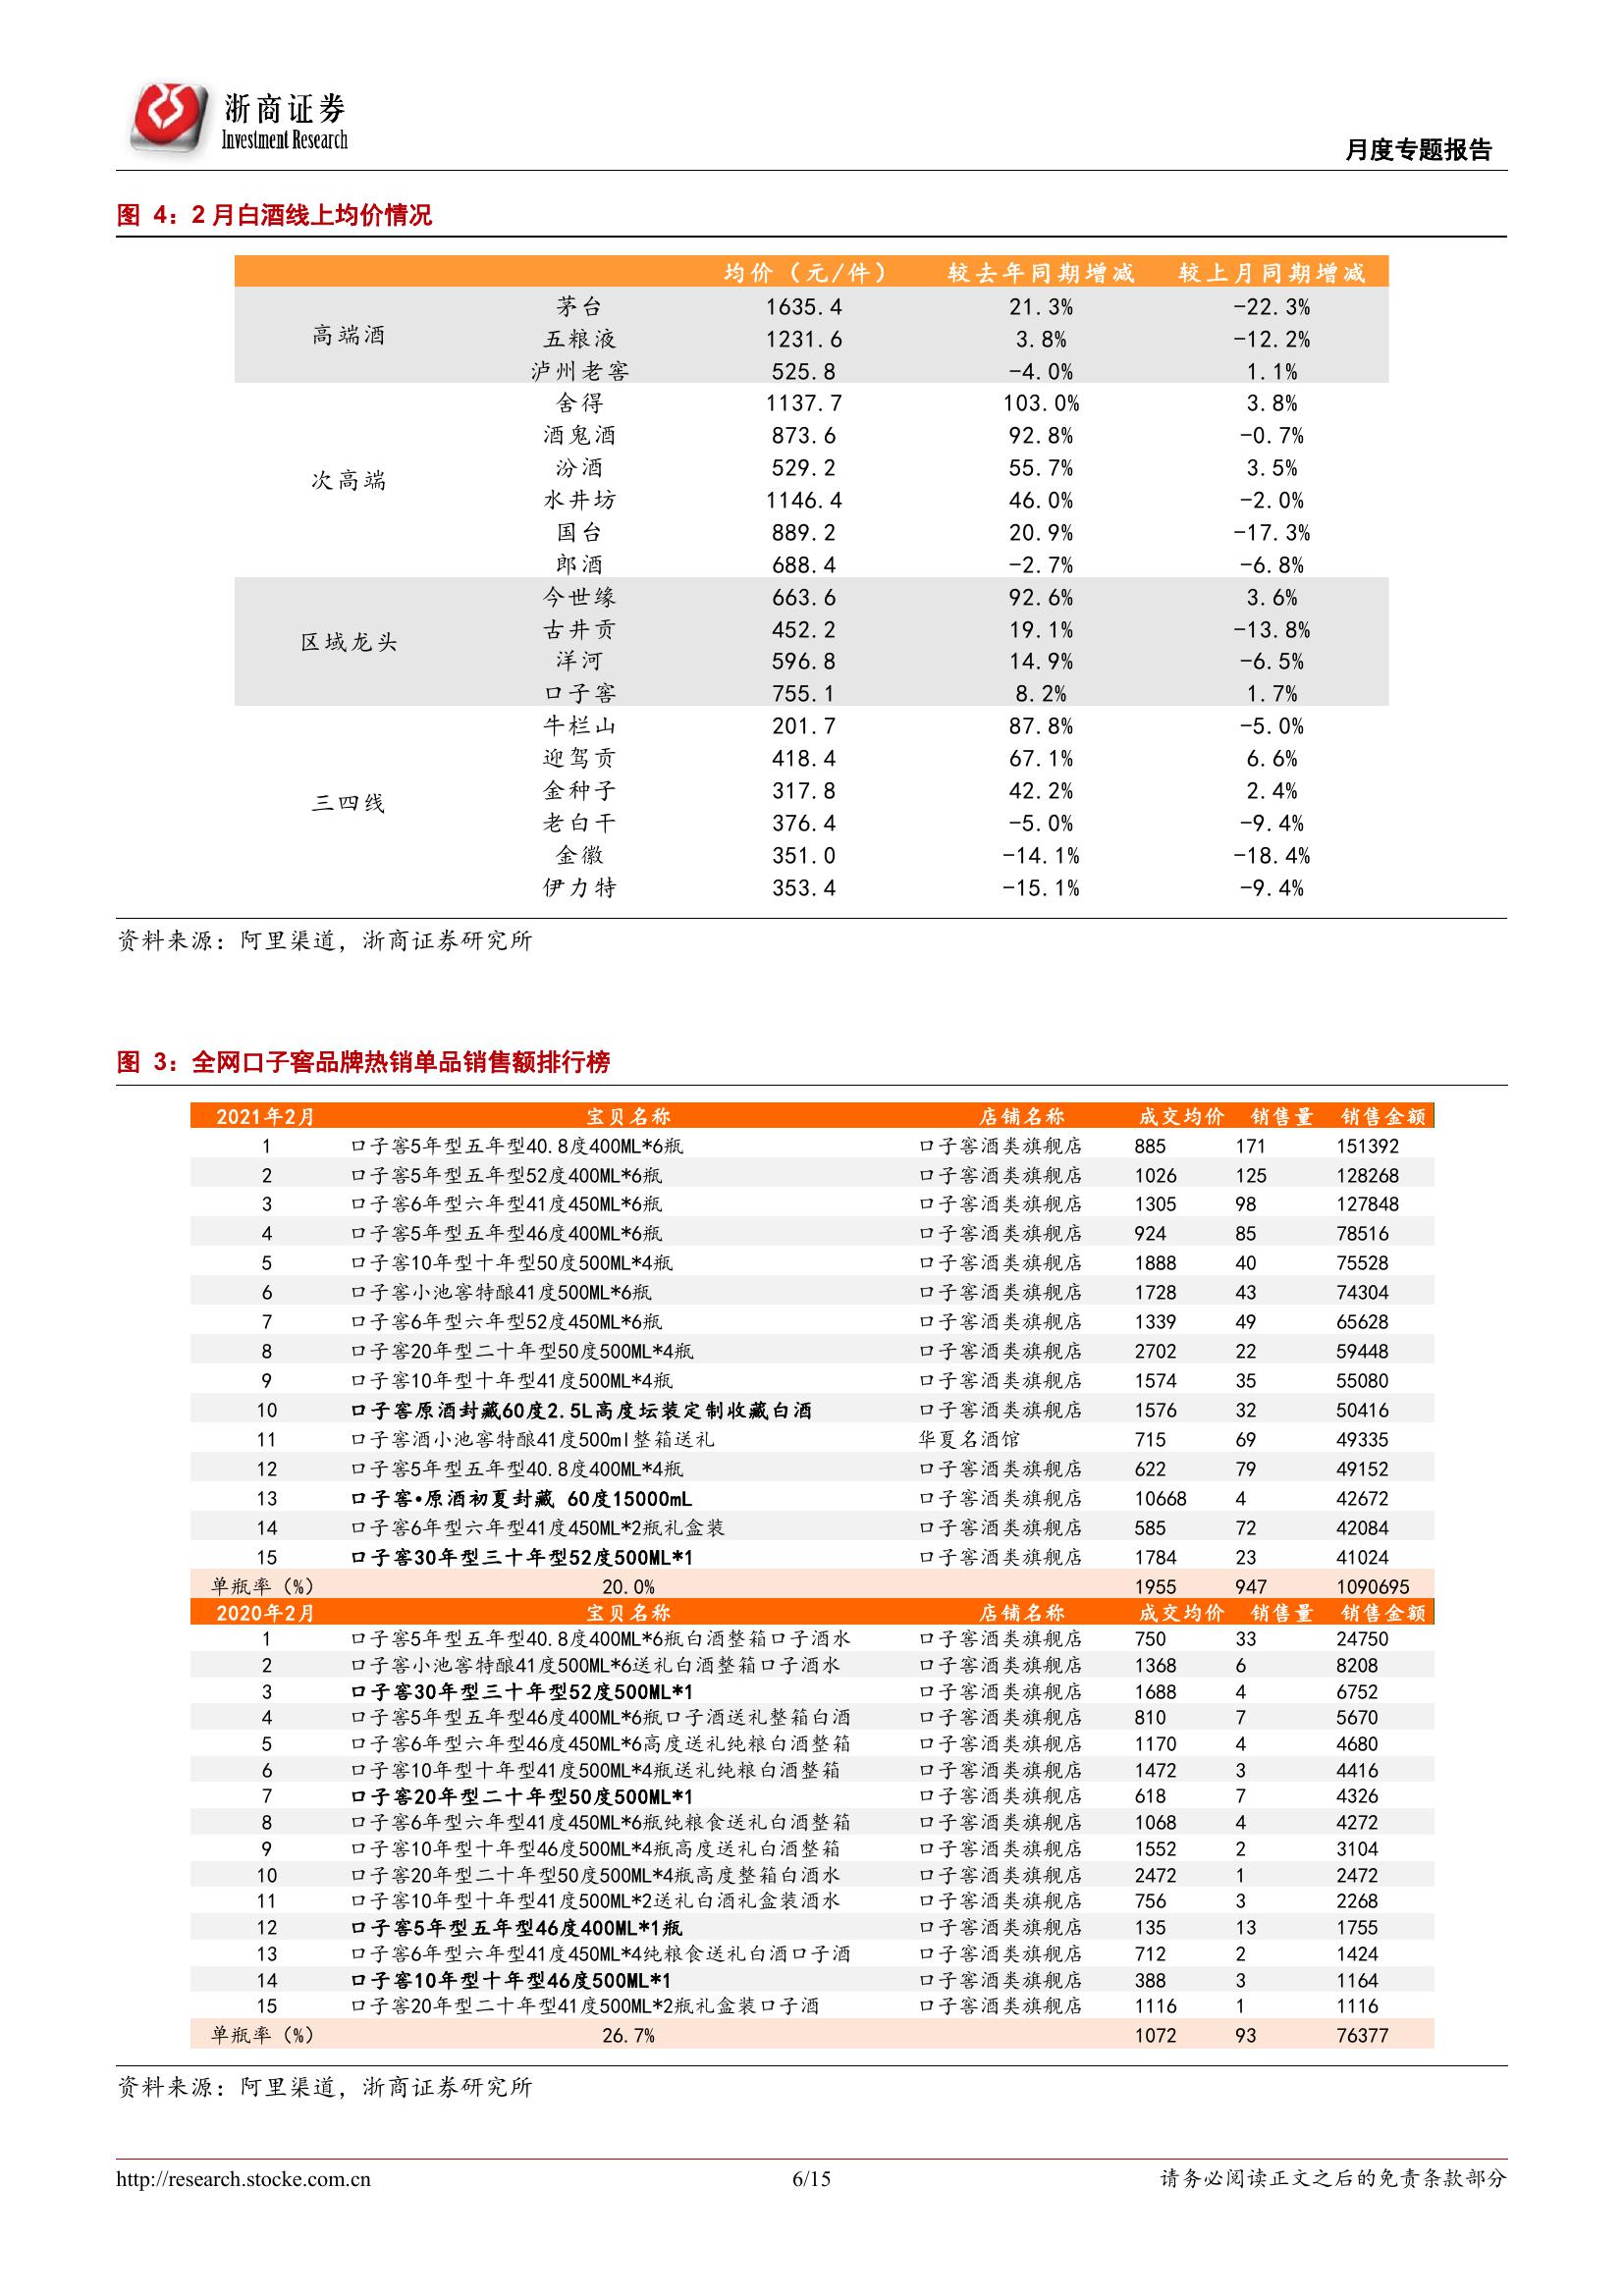 浙商证券
Investment Research
月度专题报告
图 4：2 月白酒线上均价情况
均价（元/件） 较去年同期增减 较上月同期增减
高端酒
茅台 1635.4 21.3% -22.3%
五粮液 1231.6 3.8% -12.2%
泸州老窖 525.8 -4.0% 1.1%
次高端
舍得 1137.7 103.0% 3.8%
酒鬼酒 873.6 92.8% -0.7%
汾酒 529.2 55.7% 3.5%
水井坊 1146.4 46.0% -2.0%
国台 889.2 20.9% -17.3%
郎酒 688.4 -2.7% -6.8%
区域龙头
今世缘 663.6 92.6% 3.6%
古井贡 452.2 19.1% -13.8%
洋河 596.8 14.9% -6.5%
口子窖 755.1 8.2% 1.7%
三四线
牛栏山 201.7 87.8% -5.0%
迎驾贡 418.4 67.1% 6.6%
金种子 317.8 42.2% 2.4%
老白干 376.4 -5.0% -9.4%
金徽 351.0 -14.1% -18.4%
伊力特 353.4 -15.1% -9.4%
资料来源：阿里渠道，浙商证券研究所
图 3：全网口子窖品牌热销单品销售额排行榜
2021年2月 宝贝名称 店铺名称 成交均价 销售量 销售金额
1 口子窖5年型五年型40.8度400ML*6瓶 口子窖酒类旗舰店 885 171 151392
2 口子窖5年型五年型52度400ML*6瓶 口子窖酒类旗舰店 1026 125 128268
3 口子窖6年型六年型41度450ML*6瓶 口子窖酒类旗舰店 1305 98 127848
4 口子窖5年型五年型46度400ML*6瓶 口子窖酒类旗舰店 924 85 78516
5 口子窖10年型十年型50度500ML*4瓶 口子窖酒类旗舰店 1888 40 75528
6 口子窖小池窖特酿41度500ML*6瓶 口子窖酒类旗舰店 1728 43 74304
7 口子窖6年型六年型52度450ML*6瓶 口子窖酒类旗舰店 1339 49 65628
8 口子窖20年型二十年型50度500ML*4瓶 口子窖酒类旗舰店 2702 22 59448
9 口子窖10年型十年型41度500ML*4瓶 口子窖酒类旗舰店 1574 35 55080
10 口子窖原酒封藏60度2.5L高度坛装定制收藏白酒 口子窖酒类旗舰店 1576 32 50416
11 口子窖酒小池窖特酿41度500ml整箱送礼 华夏名酒馆 715 69 49335
12 口子窖5年型五年型40.8度400ML*4瓶 口子窖酒类旗舰店 622 79 49152
13 口子窖•原酒初夏封藏 60度15000mL 口子窖酒类旗舰店 10668 4 42672
14 口子窖6年型六年型41度450ML*2瓶礼盒装 口子窖酒类旗舰店 585 72 42084
15 口子窖30年型三十年型52度500ML*1 口子窖酒类旗舰店 1784 23 41024
单瓶率（%） 20.0% 1955 947 1090695
2020年2月 宝贝名称 店铺名称 成交均价 销售量 销售金额
1 口子窖5年型五年型40.8度400ML*6瓶白酒整箱口子酒水 口子窖酒类旗舰店 750 33 24750
2 口子窖小池窖特酿41度500ML*6送礼白酒整箱口子酒水 口子窖酒类旗舰店 1368 6 8208
3 口子窖30年型三十年型52度500ML*1 口子窖酒类旗舰店 1688 4 6752
4 口子窖5年型五年型46度400ML*6瓶口子酒送礼整箱白酒 口子窖酒类旗舰店 810 7 5670
5 口子窖6年型六年型46度450ML*6高度送礼纯粮白酒整箱 口子窖酒类旗舰店 1170 4 4680
6 口子窖10年型十年型41度500ML*4瓶送礼纯粮白酒整箱 口子窖酒类旗舰店 1472 3 4416
7 口子窖20年型二十年型50度500ML*1 口子窖酒类旗舰店 618 7 4326
8 口子窖6年型六年型41度450ML*6瓶纯粮食送礼白酒整箱 口子窖酒类旗舰店 1068 4 4272
9 口子窖10年型十年型46度500ML*4瓶高度送礼白酒整箱 口子窖酒类旗舰店 1552 2 3104
10 口子窖20年型二十年型50度500ML*4瓶高度整箱白酒水 口子窖酒类旗舰店 2472 1 2472
11 口子窖10年型十年型41度500ML*2送礼白酒礼盒装酒水 口子窖酒类旗舰店 756 3 2268
12 口子窖5年型五年型46度400ML*1瓶 口子窖酒类旗舰店 135 13 1755
13 口子窖6年型六年型41度450ML*4纯粮食送礼白酒口子酒 口子窖酒类旗舰店 712 2 1424
14 口子窖10年型十年型46度500ML*1 口子窖酒类旗舰店 388 3 1164
15 口子窖20年型二十年型41度500ML*2瓶礼盒装口子酒 口子窖酒类旗舰店 1116 1 1116
单瓶率（%） 26.7% 1072 93 76377
资料来源：阿里渠道，浙商证券研究所
http://research.stocke.com.cn 6/15 请务必阅读正文之后的免责条款部分